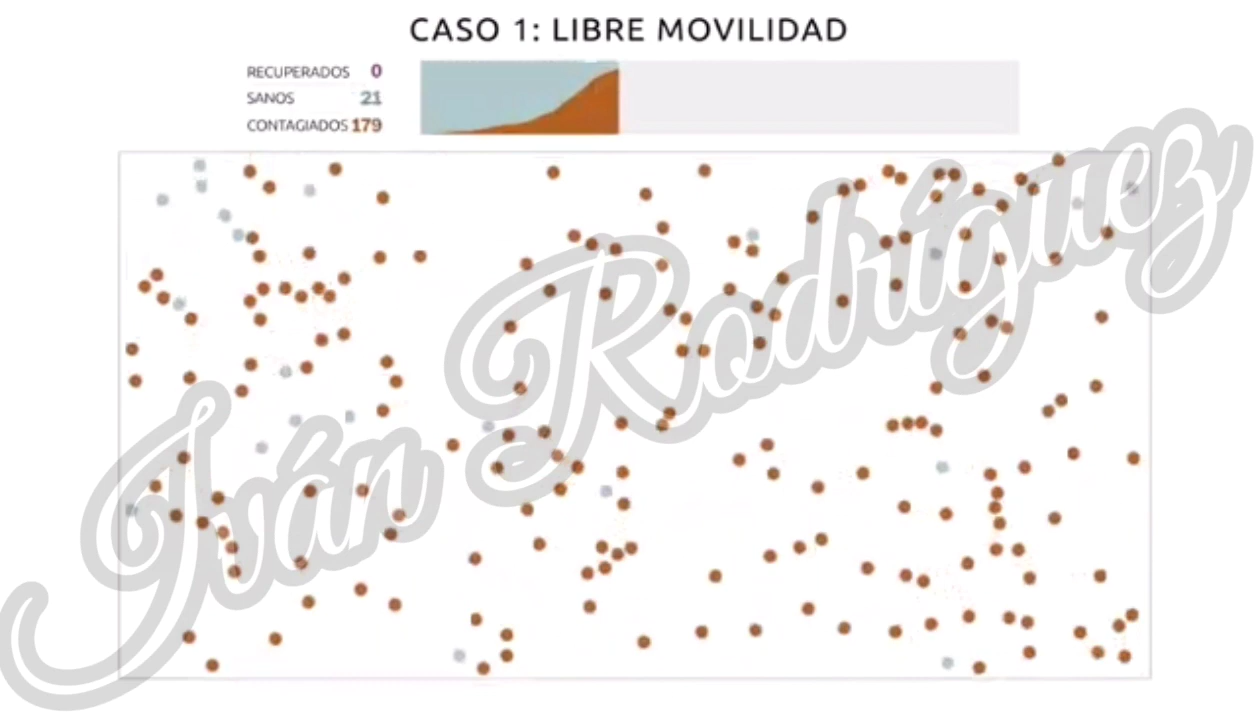 CASO 1: LIBRE MOVILIDAD
RECUPERADOS 0
SANOS 21
CONTAGIADOS 179
Iván Rodríguez